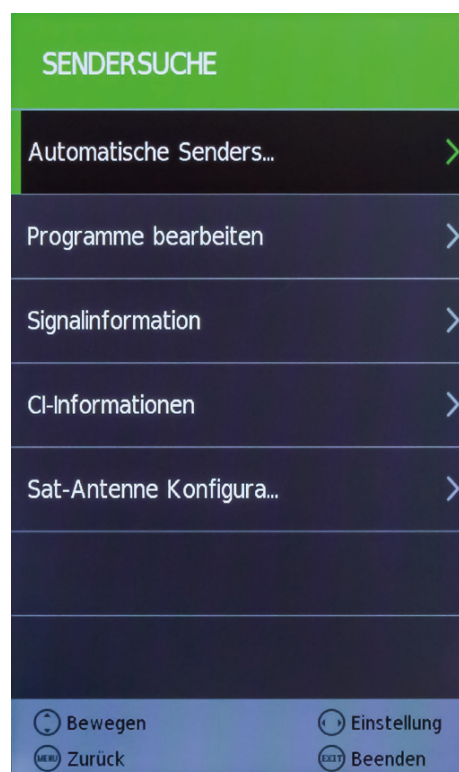 SENDERSUCHE
Automatische Senders...
Programme bearbeiten
Signalinformation
CI-Informationen
Sat-Antenne Konfigura...
Bewegen
Einstellung
MENU Zurück
EXIT Beenden